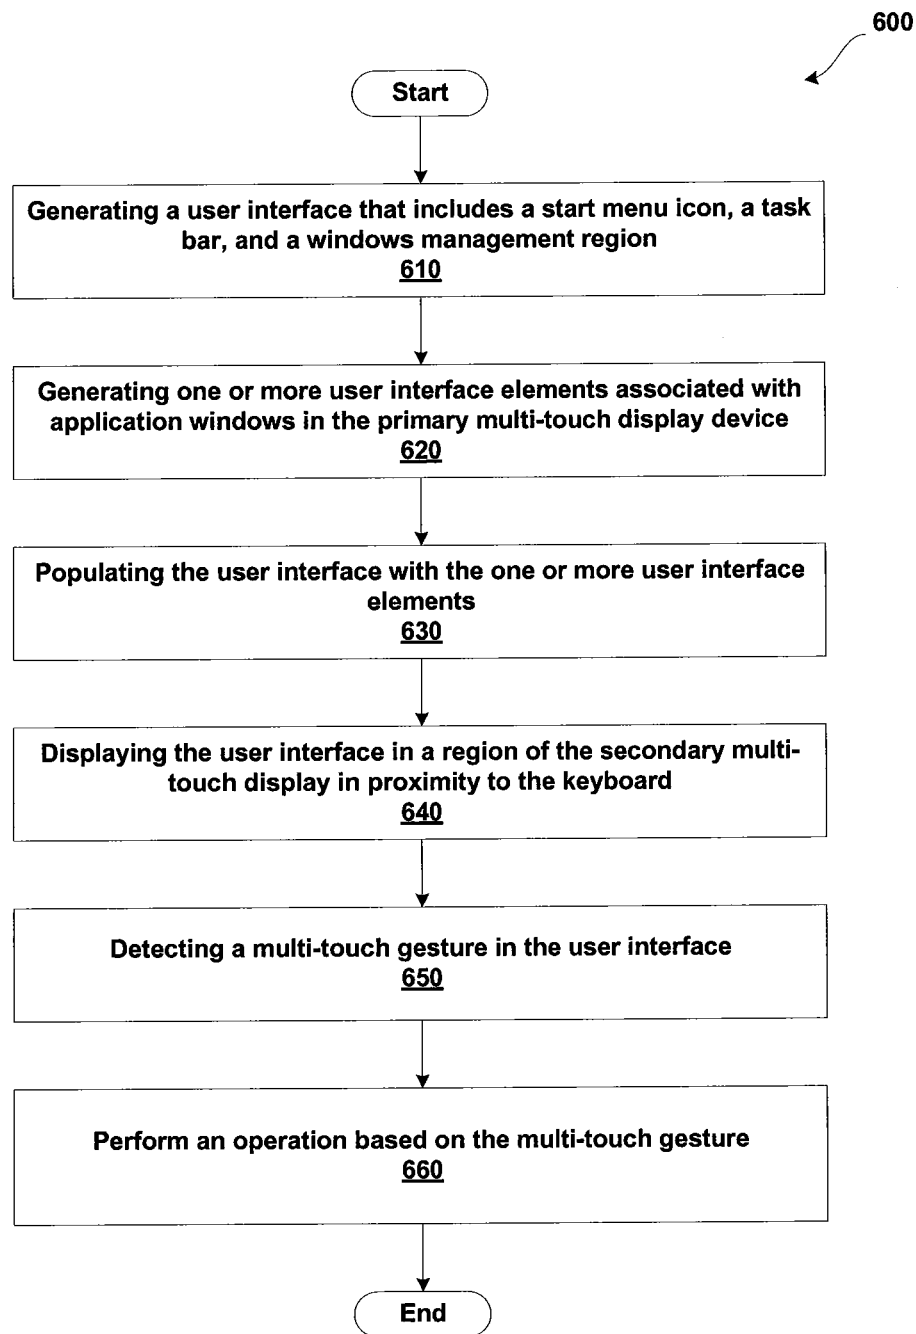 600
Start
Generating a user interface that includes a start menu icon, a task
bar, and a windows management region
610
Generating one or more user interface elements associated with
application windows in the primary multi-touch display device
620
Populating the user interface with the one or more user interface
elements
630
Displaying the user interface in a region of the secondary multi-
touch display in proximity to the keyboard
640
Detecting a multi-touch gesture in the user interface
650
Perform an operation based on the multi-touch gesture
660
End